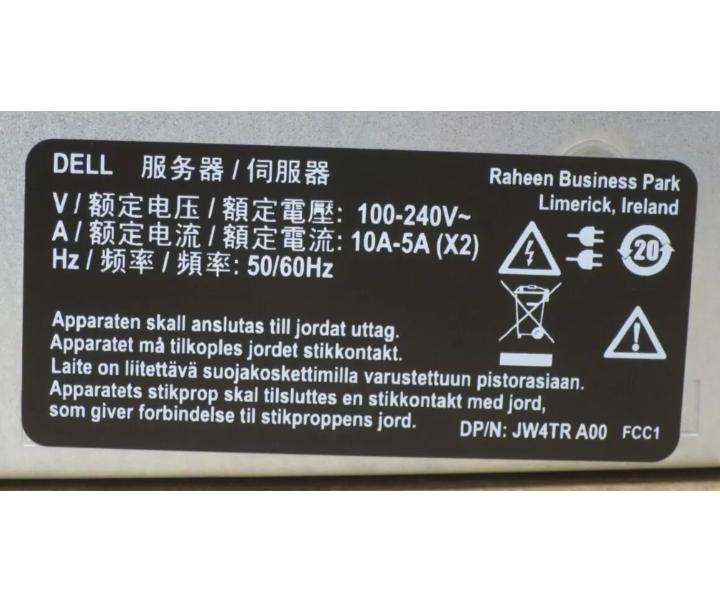 DELL 服务器 / 伺服器
Raheen Business Park
Limerick, Ireland
V / 额定电压 / 額定電壓: 100-240V~
A / 额定电流 / 額定電流: 10A-5A (X2)
Hz / 频率 / 頻率: 50/60Hz
20
Apparaten skall anslutas till jordat uttag.
Apparatet må tilkoples jordet stikkontakt.
Laite on liitettävä suojakoskettimilla varustettuun pistorasiaan.
Apparatets stikprop skal tilsluttes en stikkontakt med jord,
som giver forbindelse til stikproppens jord.
DP/N: JW4TR A00 FCC1